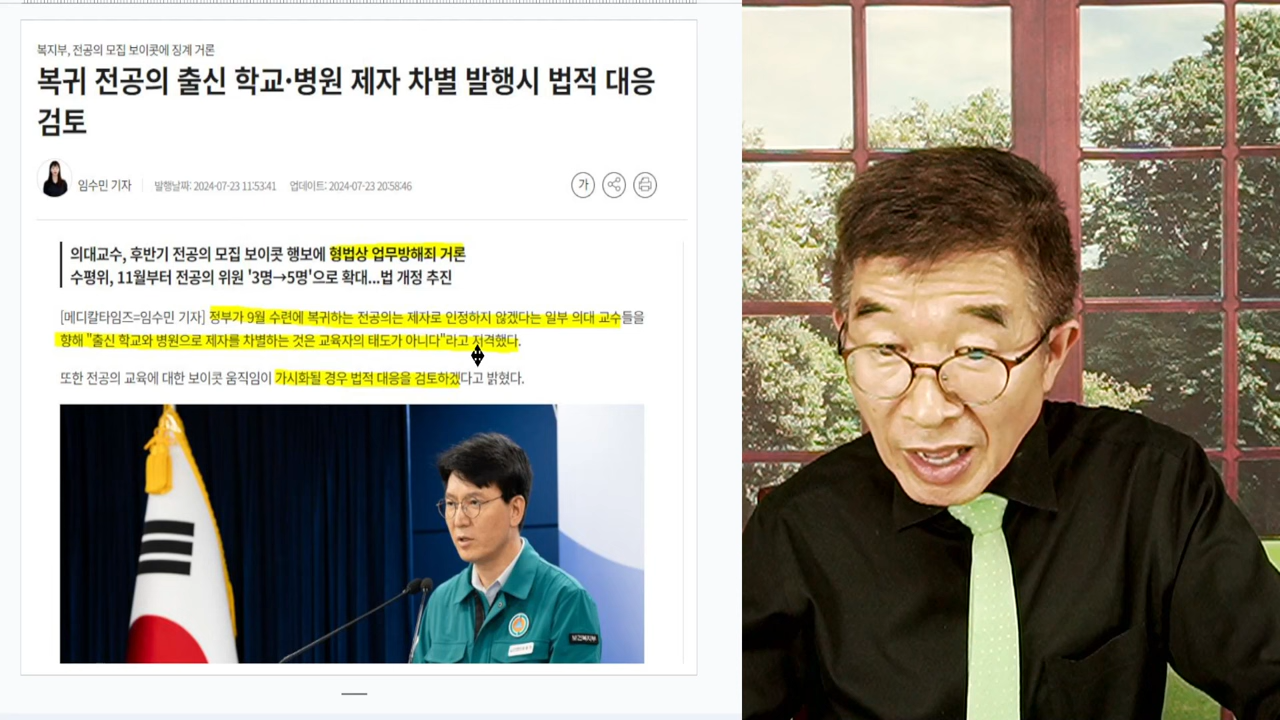 복지부, 전공의 모집 보이콧에 징계 거론
복귀 전공의 출신 학교·병원 제자 차별 발행시 법적 대응
검토
임수민 기자
발행날짜: 2024-07-23 11:53:41 업데이트: 2024-07-23 20:58:46
가
의대교수, 후반기 전공의 모집 보이콧 행보에 형법상 업무방해죄 거론
수평위, 11월부터 전공의 위원 '3명→5명'으로 확대...법 개정 추진
[메디칼타임즈=임수민 기자] 정부가 9월 수련에 복귀하는 전공의는 제자로 인정하지 않겠다는 일부 의대 교수들을
향해 "출신 학교와 병원으로 제자를 차별하는 것은 교육자의 태도가 아니다"라고 저격했다.
또한 전공의 교육에 대한 보이콧 움직임이 가시화될 경우 법적 대응을 검토하겠다고 밝혔다.
보건복지부